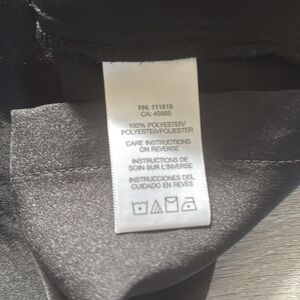 RN: 111818
CA: 45885
100% POLYESTER/
POLYESTER/POLIESTER
CARE INSTRUCTIONS
ON REVERSE
INSTRUCTIONS DE
SOIN SUR L'INVERSE
INSTRUCCIONES DEL
CUIDADO EN REVES